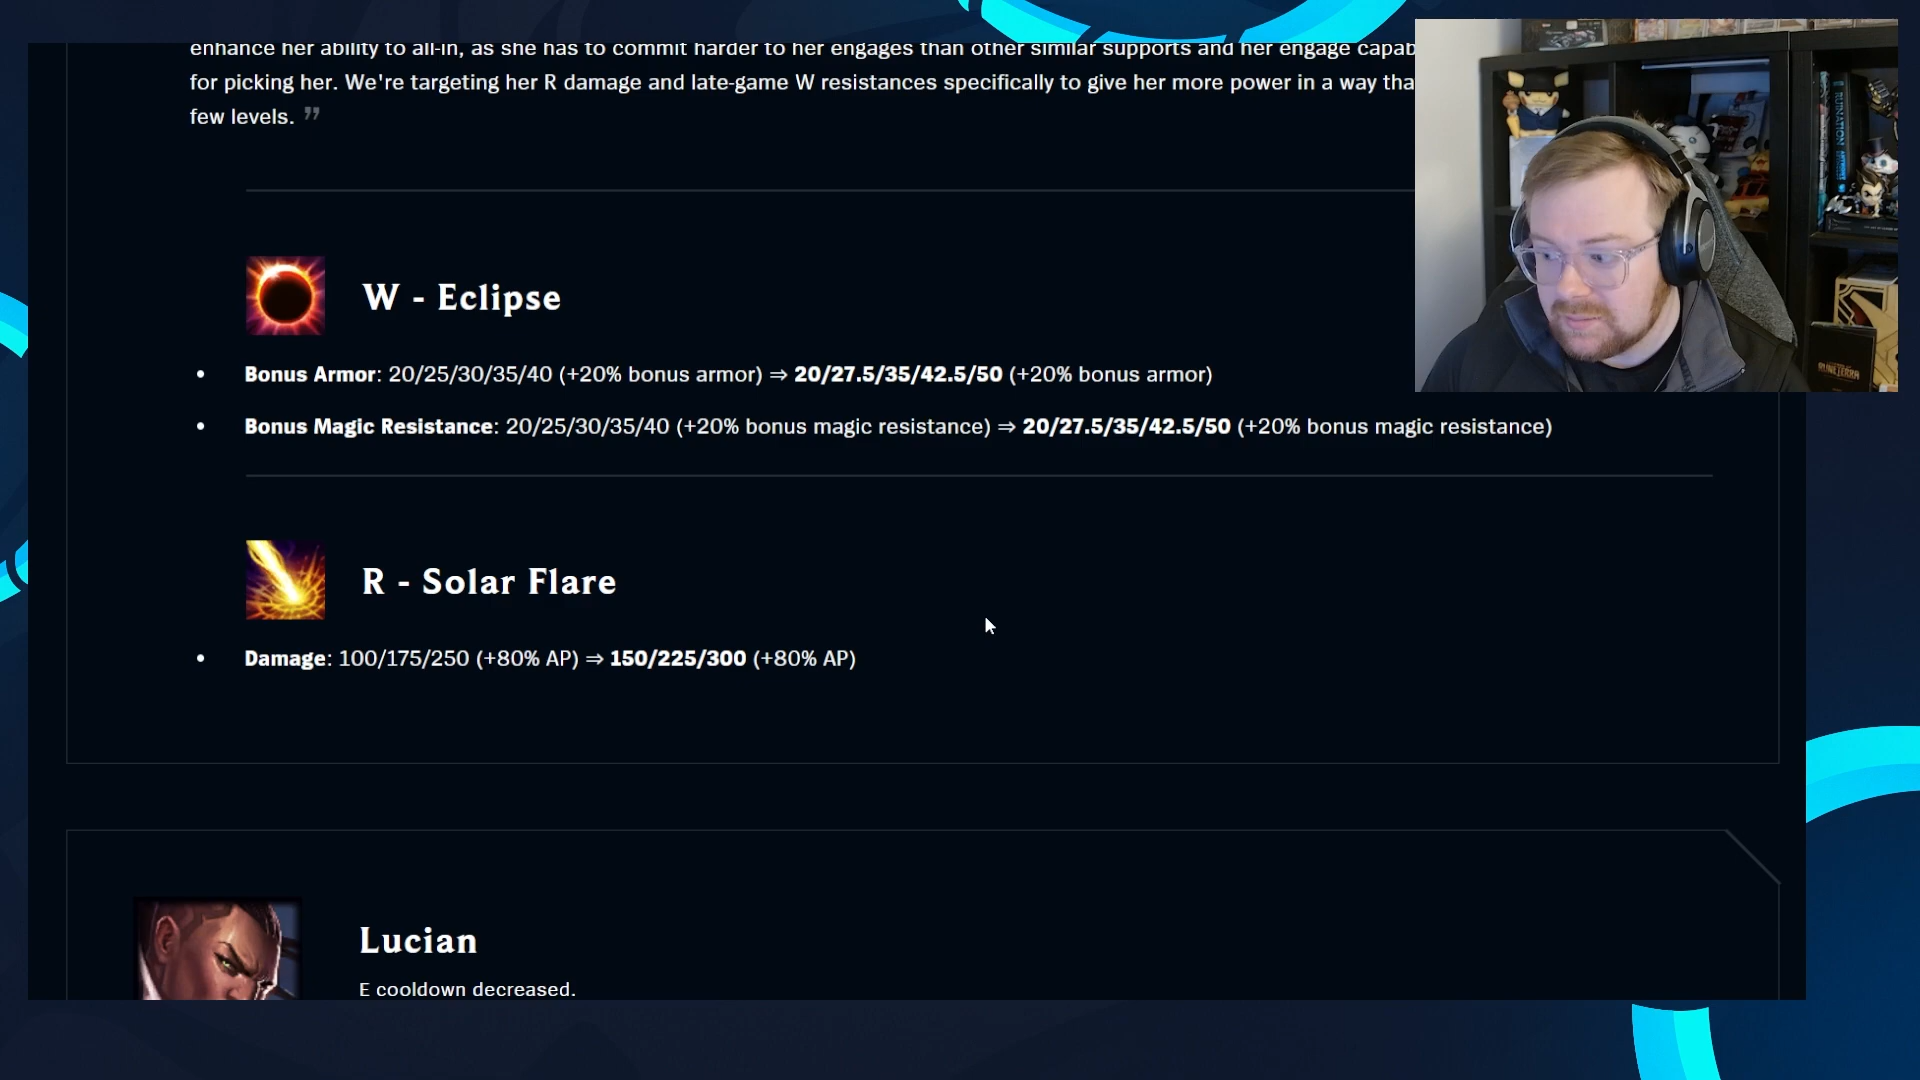 enhance her ability to all-in, as she has to commit harder to her engages than other similar supports and her engage capab
for picking her. We're targeting her R damage and late-game W resistances specifically to give her more power in a way tha
few levels. ”
W - Eclipse
• Bonus Armor: 20/25/30/35/40 (+20% bonus armor) ⇒ 20/27.5/35/42.5/50 (+20% bonus armor)
• Bonus Magic Resistance: 20/25/30/35/40 (+20% bonus magic resistance) ⇒ 20/27.5/35/42.5/50 (+20% bonus magic resistance)
R - Solar Flare
• Damage: 100/175/250 (+80% AP) ⇒ 150/225/300 (+80% AP)
Lucian
E cooldown decreased.
RUINATION
RUNETERRA